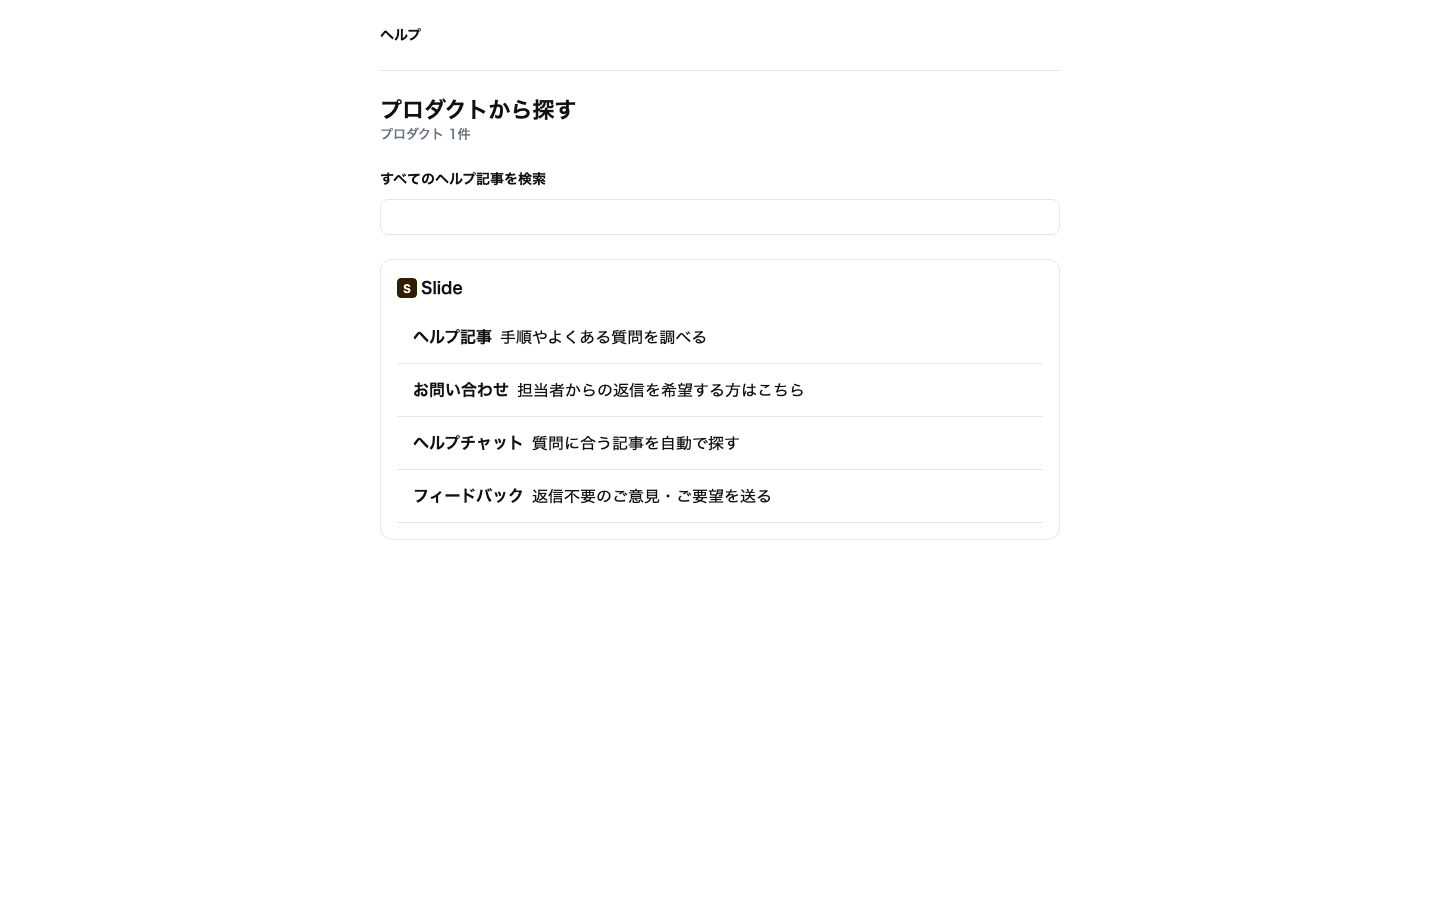 ヘルプ
プロダクトから探す
プロダクト 1件
すべてのヘルプ記事を検索
S Slide
ヘルプ記事 手順やよくある質問を調べる
お問い合わせ 担当者からの返信を希望する方はこちら
ヘルプチャット 質問に合う記事を自動で探す
フィードバック 返信不要のご意見・ご要望を送る